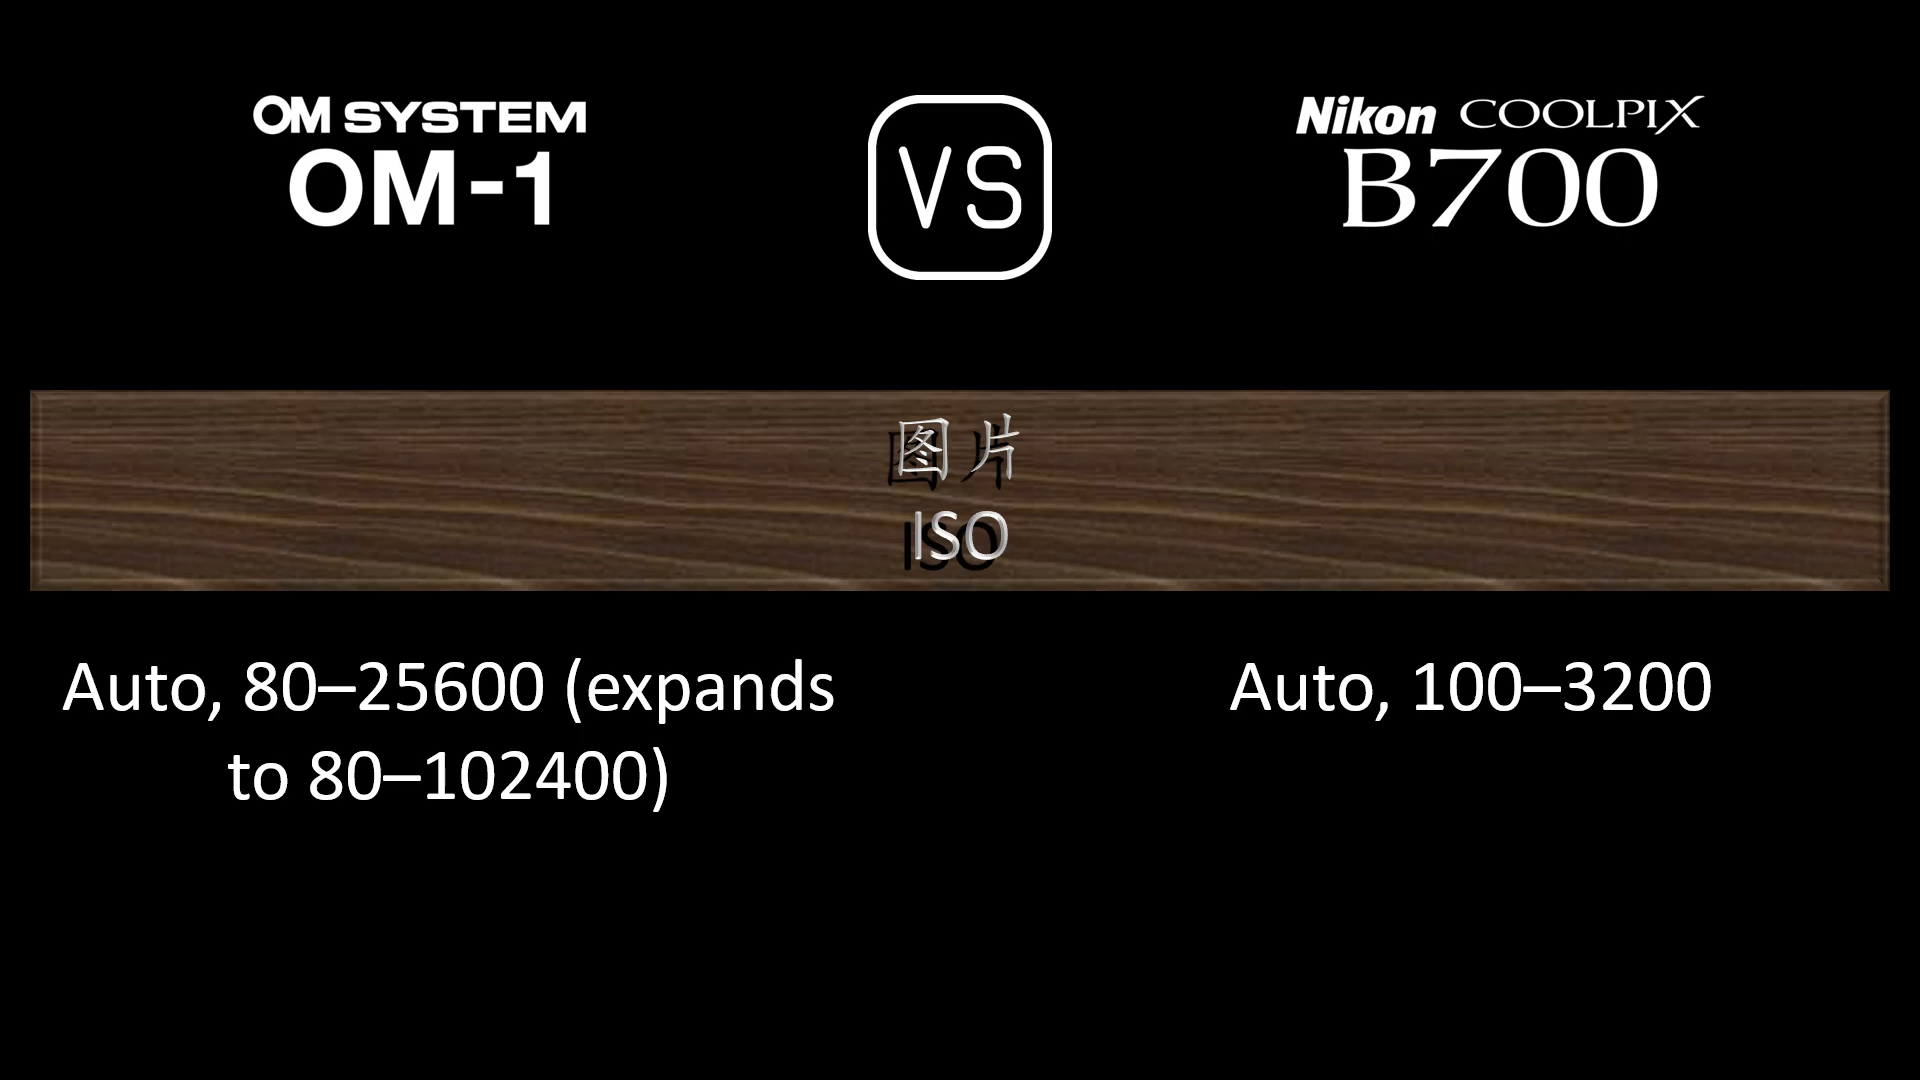 OM SYSTEM
OM-1
VS
Nikon COOLPIX
B700
图片
ISO
Auto, 80–25600 (expands
to 80–102400)
Auto, 100–3200